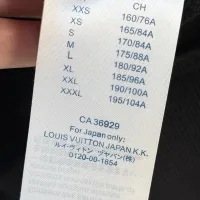 CH
XXS 160/76A
XS 165/84A
S 170/84A
M 175/88A
L 180/92A
XL 185/96A
XXL 190/100A
XXXL 195/104A
CA 36929
For Japan only:
LOUIS VUITTON JAPAN K.K.
ルイ・ヴィトン ジャパン(株)
0120-00-1854